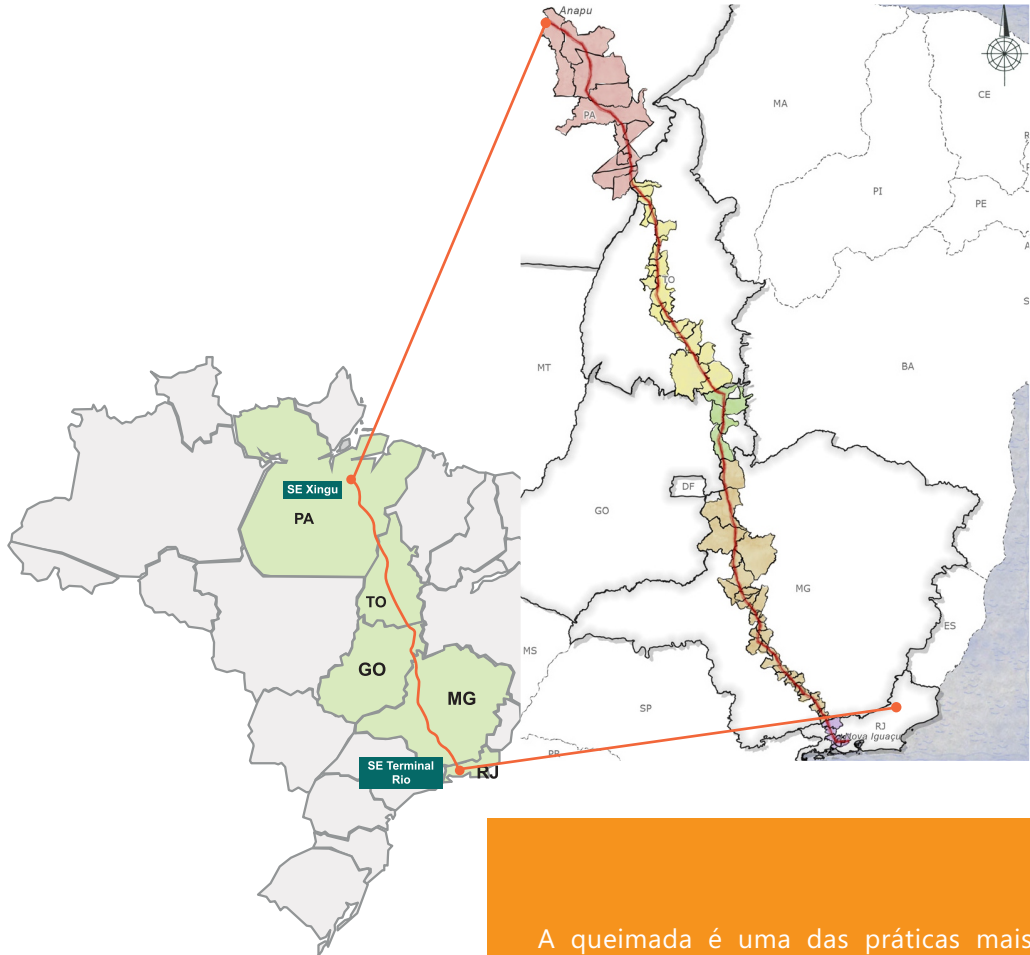 Anapu
MA
CE
PA
PI
PE
TO
MT
BA
DF
GO
MG
ES
MS
SP
RJ
Nova Iguaçu
PR
SE Xingu
PA
TO
GO
MG
SE Terminal
Rio
RJ
A queimada é uma das práticas mais